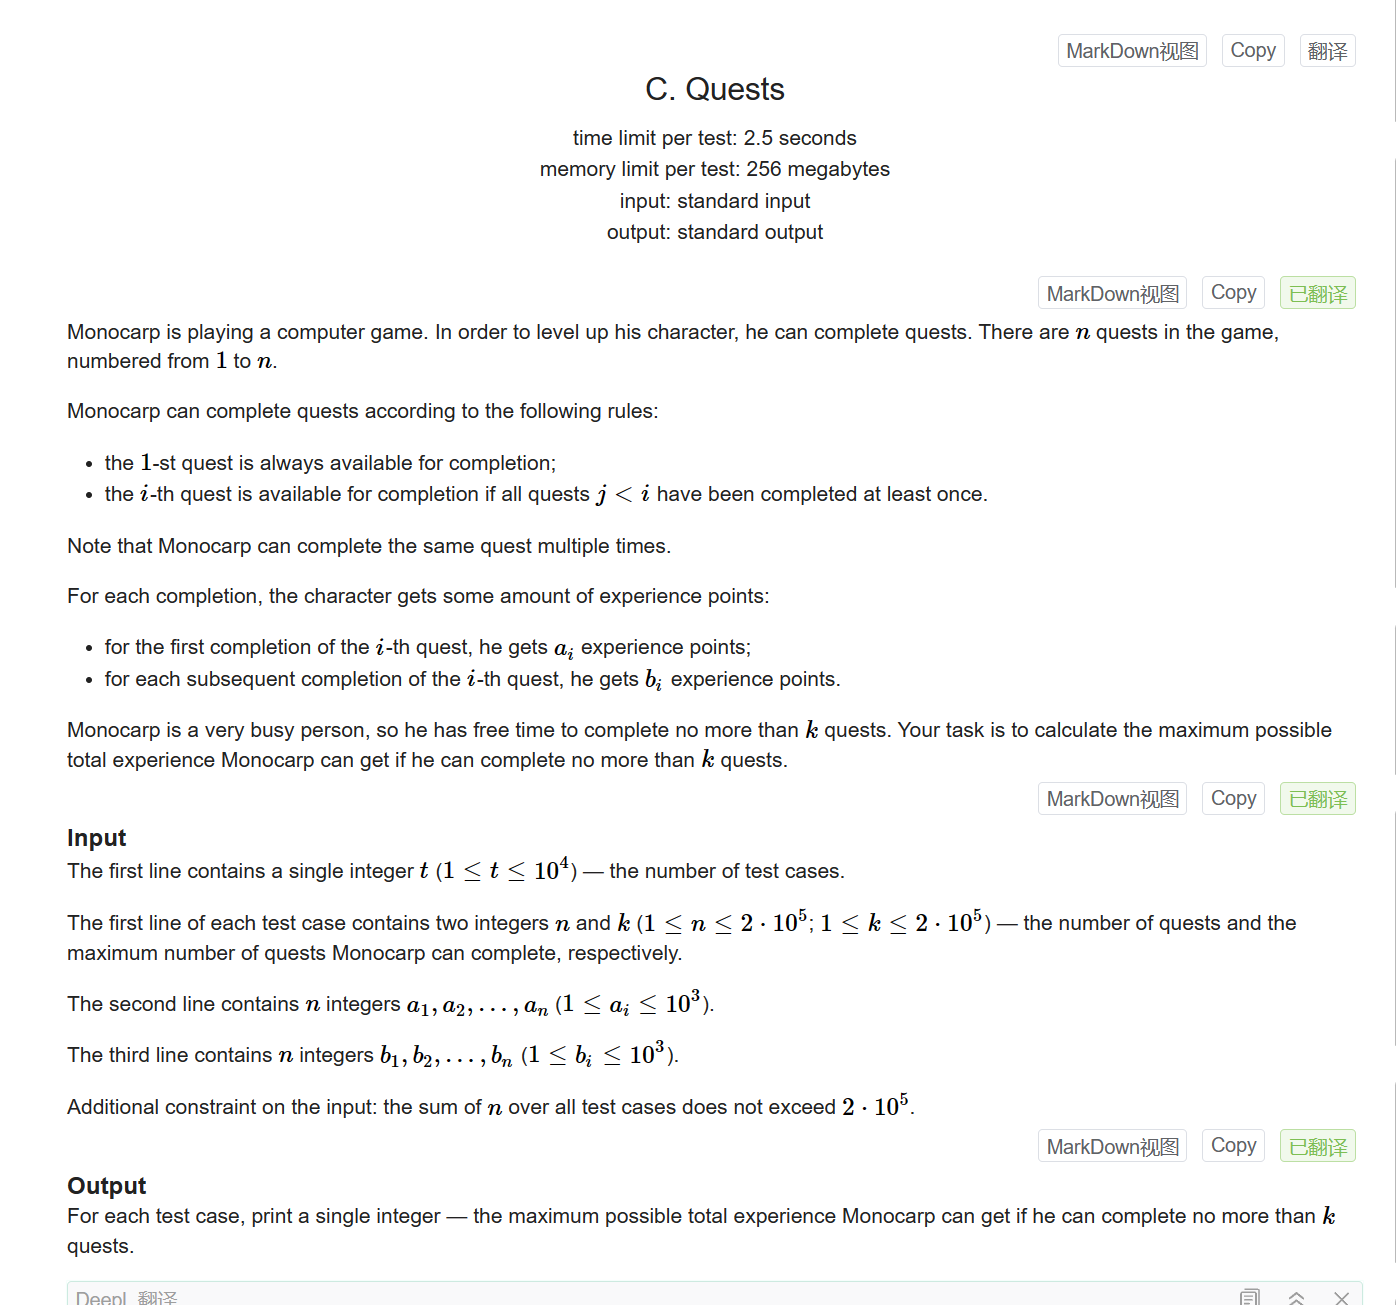 MarkDown视图 Copy 翻译
C. Quests
time limit per test: 2.5 seconds
memory limit per test: 256 megabytes
input: standard input
output: standard output
MarkDown视图 Copy 已翻译
Monocarp is playing a computer game. In order to level up his character, he can complete quests. There are n quests in the game,
numbered from 1 to n.
Monocarp can complete quests according to the following rules:
• the 1-st quest is always available for completion;
• the i-th quest is available for completion if all quests j < i have been completed at least once.
Note that Monocarp can complete the same quest multiple times.
For each completion, the character gets some amount of experience points:
• for the first completion of the i-th quest, he gets a_i experience points;
• for each subsequent completion of the i-th quest, he gets b_i experience points.
Monocarp is a very busy person, so he has free time to complete no more than k quests. Your task is to calculate the maximum possible
total experience Monocarp can get if he can complete no more than k quests.
MarkDown视图 Copy 已翻译
Input
The first line contains a single integer t (1 ≤ t ≤ 10^4) — the number of test cases.
The first line of each test case contains two integers n and k (1 ≤ n ≤ 2 · 10^5; 1 ≤ k ≤ 2 · 10^5) — the number of quests and the
maximum number of quests Monocarp can complete, respectively.
The second line contains n integers a_1, a_2, . . . , a_n (1 ≤ a_i ≤ 10^3).
The third line contains n integers b_1, b_2, . . . , b_n (1 ≤ b_i ≤ 10^3).
Additional constraint on the input: the sum of n over all test cases does not exceed 2 · 10^5.
MarkDown视图 Copy 已翻译
Output
For each test case, print a single integer — the maximum possible total experience Monocarp can get if he can complete no more than k
quests.
DeepL 翻译